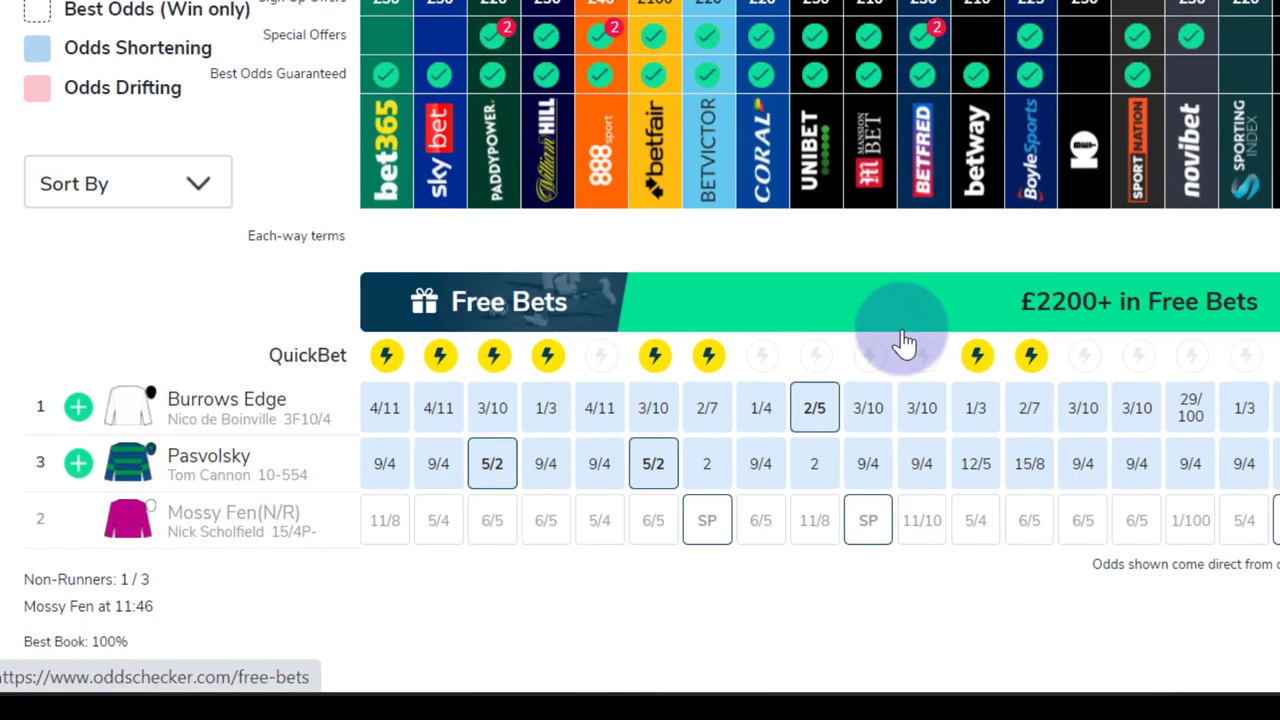 Best Odds (Win only)
Special Offers
2
2
2
Odds Shortening
Best Odds Guaranteed
Odds Drifting
bet365
sky bet
PADDYPOWER.
William HILL
888sport
betfair
BETVICTOR
CORAL
UNIBET
MANSION BET
BETFRED
betway
BoyleSports
BET
SPORT NATION
novibet
SPORTING INDEX
Sort By
Each-way terms
Free Bets
£2200+ in Free Bets
QuickBet
1 Burrows Edge 4/11 4/11 3/10 1/3 4/11 3/10 2/7 1/4 2/5 3/10 3/10 1/3 2/7 3/10 3/10 29/100 1/3
Nico de Boinville 3F10/4
3 Pasvolsky 9/4 9/4 5/2 9/4 9/4 5/2 2 9/4 2 9/4 9/4 12/5 15/8 9/4 9/4 9/4 9/4
Tom Cannon 10-554
2 Mossy Fen(N/R) 11/8 5/4 6/5 6/5 5/4 6/5 SP 6/5 11/8 SP 11/10 5/4 6/5 6/5 6/5 1/100 5/4
Nick Scholfield 15/4P-
Odds shown come direct from
Non-Runners: 1 / 3
Mossy Fen at 11:46
Best Book: 100%
ttps://www.oddschecker.com/free-bets